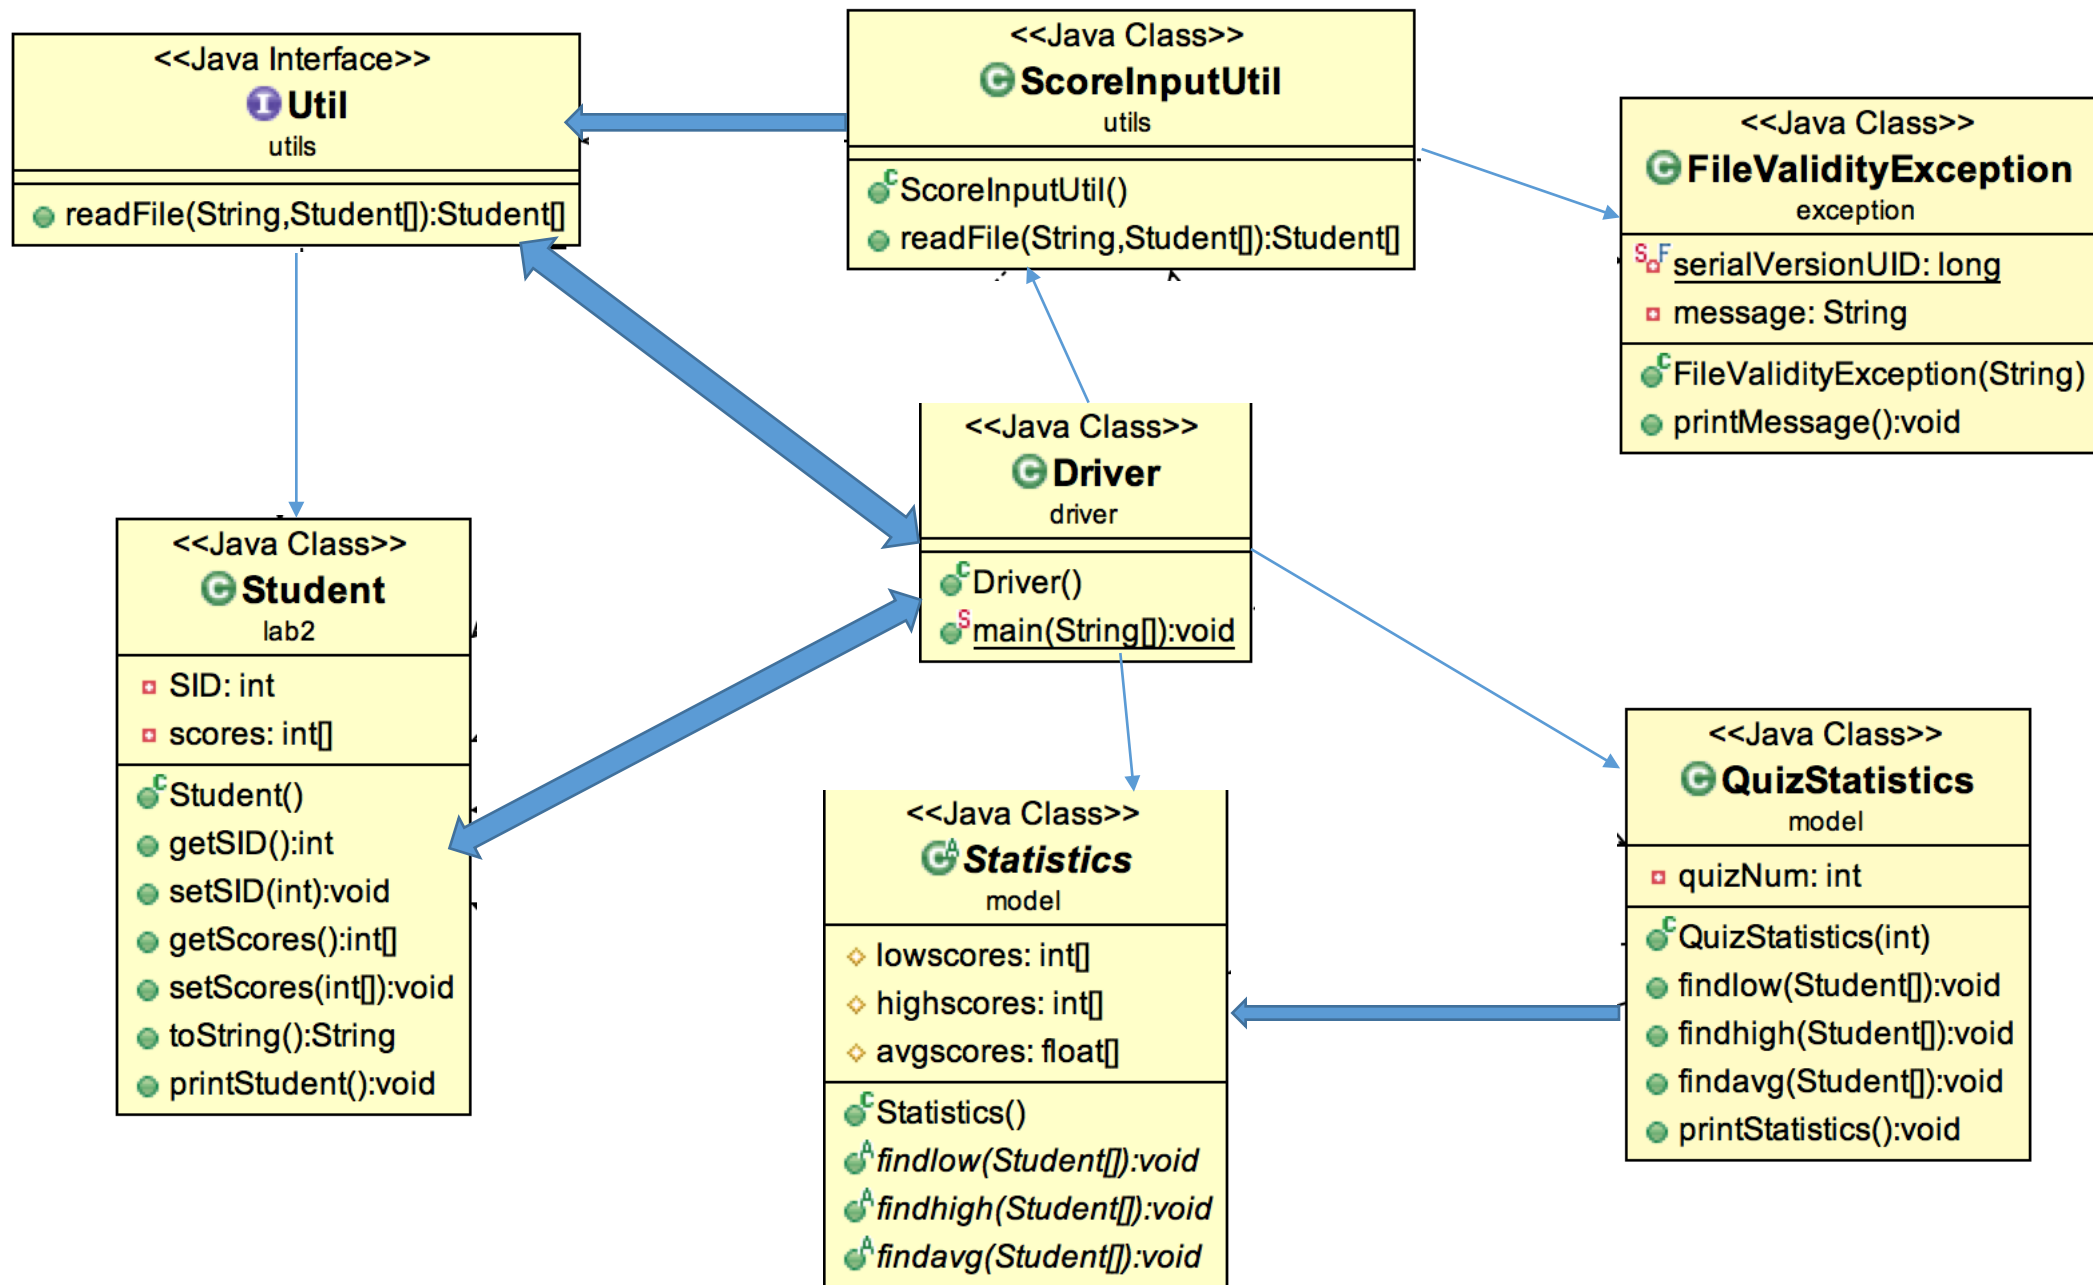 <<Java Interface>>
I Util
utils
readFile(String,Student[]):Student[]
<<Java Class>>
C ScoreInputUtil
utils
C ScoreInputUtil()
readFile(String,Student[]):Student[]
<<Java Class>>
C FileValidityException
exception
S F serialVersionUID: long
message: String
C FileValidityException(String)
printMessage():void
<<Java Class>>
C Driver
driver
C Driver()
S main(String[]):void
<<Java Class>>
C Student
lab2
SID: int
scores: int[]
C Student()
getSID():int
setSID(int):void
getScores():int[]
setScores(int[]):void
toString():String
printStudent():void
<<Java Class>>
C A Statistics
model
lowscores: int[]
highscores: int[]
avgscores: float[]
C Statistics()
A findlow(Student[]):void
A findhigh(Student[]):void
A findavg(Student[]):void
<<Java Class>>
C QuizStatistics
model
quizNum: int
C QuizStatistics(int)
findlow(Student[]):void
findhigh(Student[]):void
findavg(Student[]):void
printStatistics():void